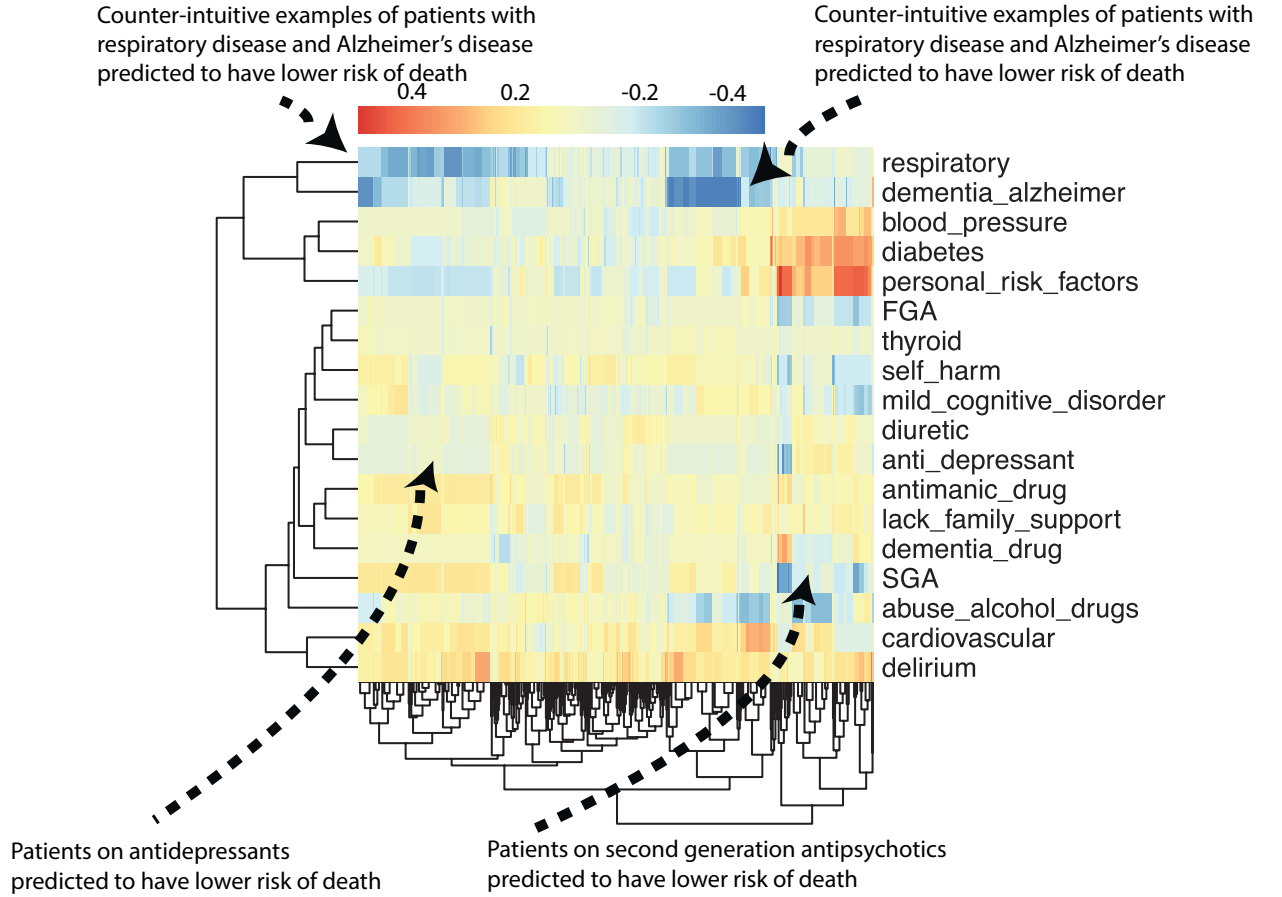 Counter-intuitive examples of patients with
respiratory disease and Alzheimer’s disease
predicted to have lower risk of death
Counter-intuitive examples of patients with
respiratory disease and Alzheimer’s disease
predicted to have lower risk of death
0.4 0.2 -0.2 -0.4
respiratory
dementia_alzheimer
blood_pressure
diabetes
personal_risk_factors
FGA
thyroid
self_harm
mild_cognitive_disorder
diuretic
anti_depressant
antimanic_drug
lack_family_support
dementia_drug
SGA
abuse_alcohol_drugs
cardiovascular
delirium
Patients on antidepressants
predicted to have lower risk of death
Patients on second generation antipsychotics
predicted to have lower risk of death